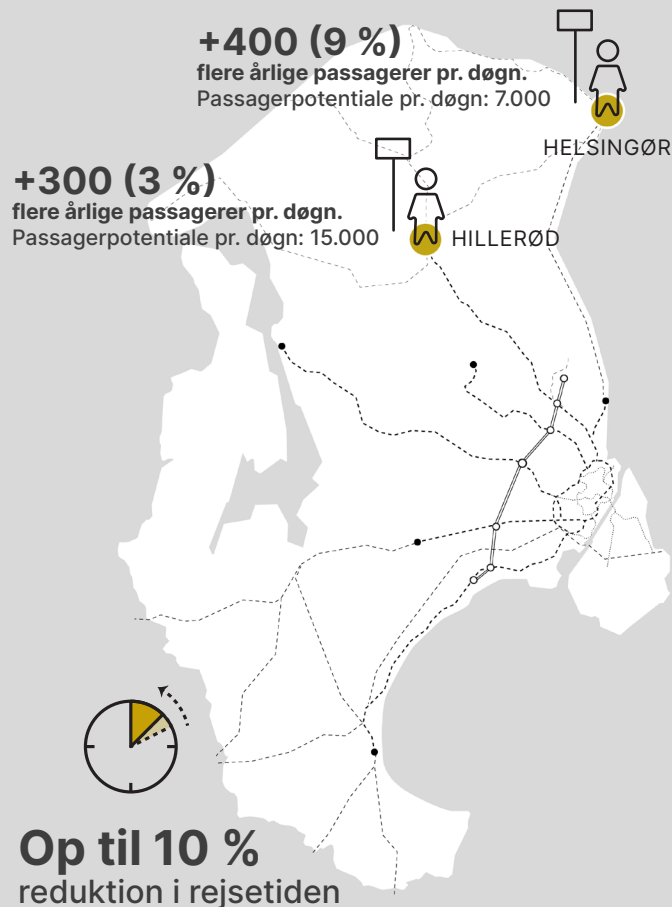 +400 (9 %)
flere årlige passagerer pr. døgn.
Passagerpotentiale pr. døgn: 7.000
HELSINGØR
+300 (3 %)
flere årlige passagerer pr. døgn.
Passagerpotentiale pr. døgn: 15.000
HILLERØD
Op til 10 %
reduktion i rejsetiden